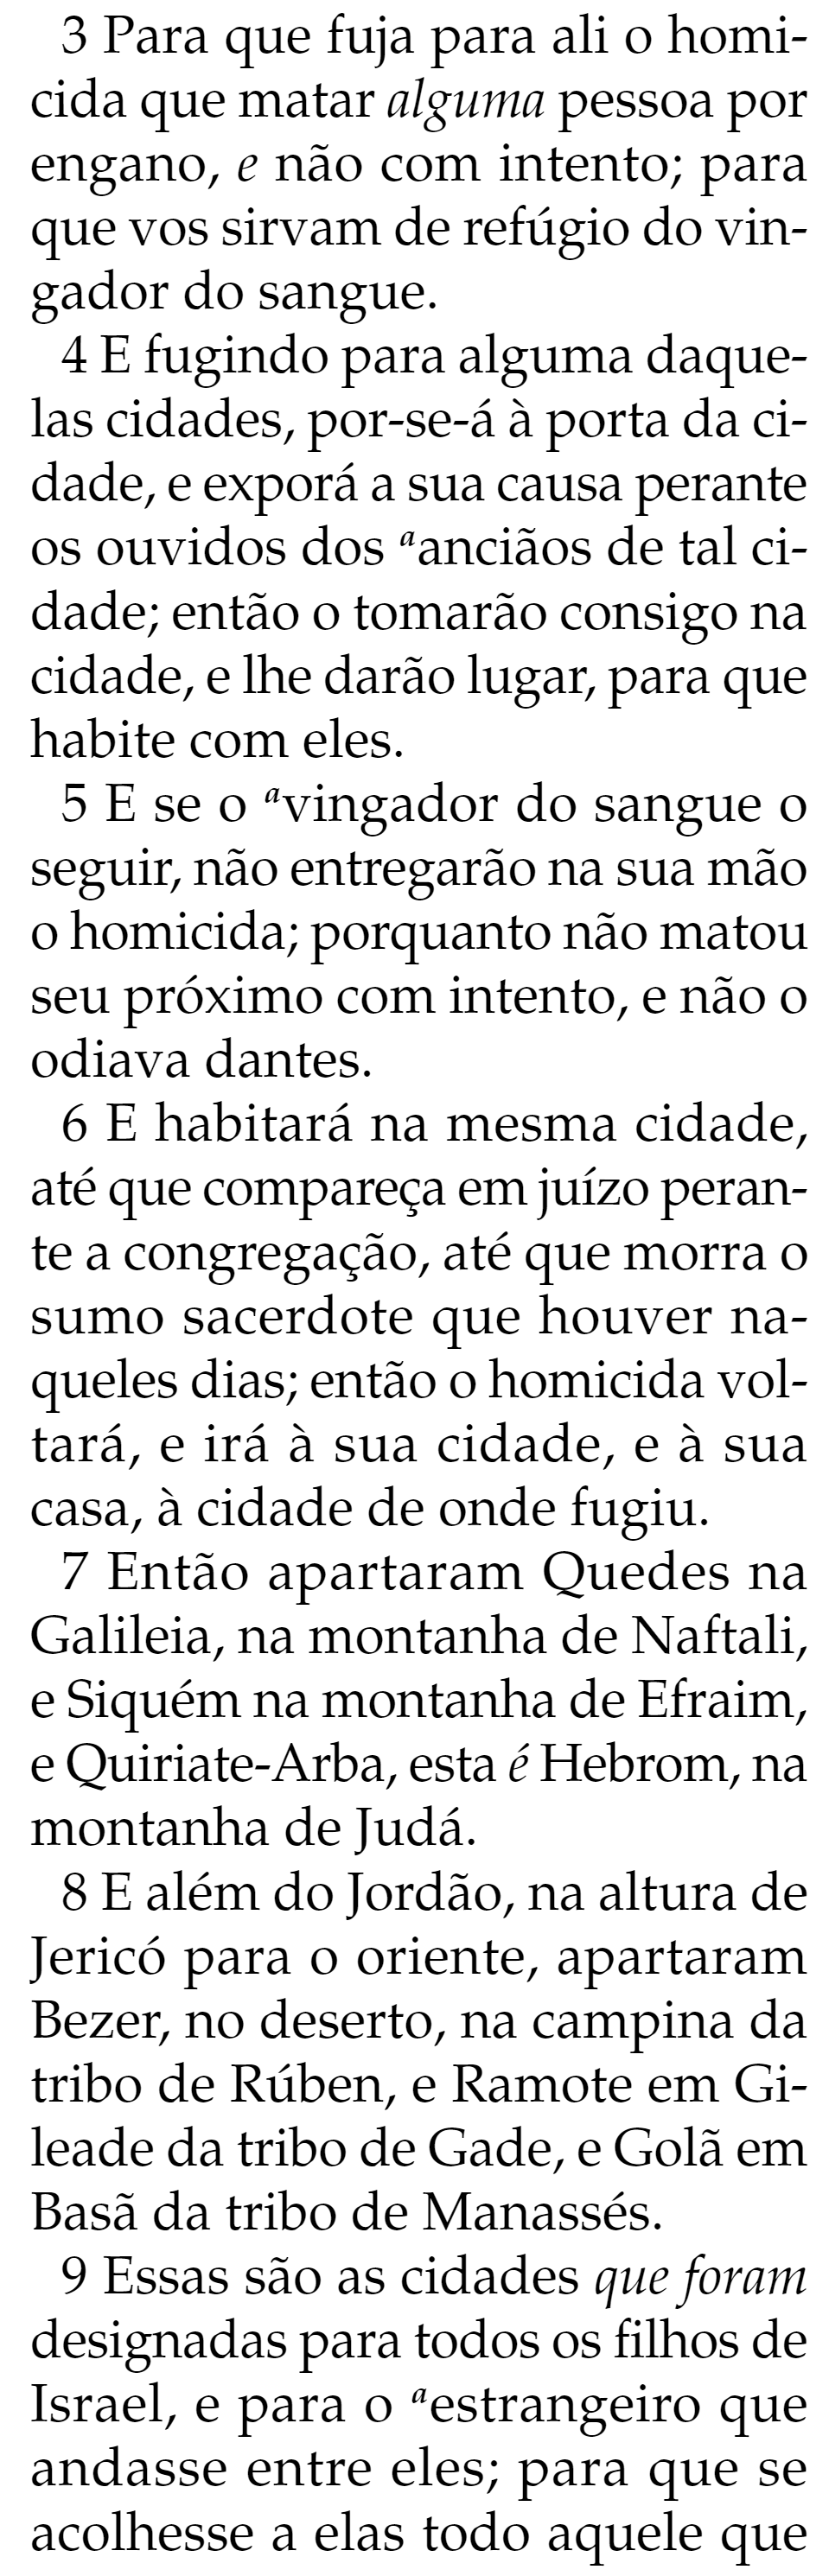 3 Para que fuja para ali o homi-
cida que matar alguma pessoa por
engano, e não com intento; para
que vos sirvam de refúgio do vin-
gador do sangue.
4 E fugindo para alguma daque-
las cidades, por-se-á à porta da ci-
dade, e exporá a sua causa perante
os ouvidos dos ᵃanciãos de tal ci-
dade; então o tomarão consigo na
cidade, e lhe darão lugar, para que
habite com eles.
5 E se o ᵃvingador do sangue o
seguir, não entregarão na sua mão
o homicida; porquanto não matou
seu próximo com intento, e não o
odiava dantes.
6 E habitará na mesma cidade,
até que compareça em juízo peran-
te a congregação, até que morra o
sumo sacerdote que houver na-
queles dias; então o homicida vol-
tará, e irá à sua cidade, e à sua
casa, à cidade de onde fugiu.
7 Então apartaram Quedes na
Galileia, na montanha de Naftali,
e Siquém na montanha de Efraim,
e Quiriate-Arba, esta é Hebrom, na
montanha de Judá.
8 E além do Jordão, na altura de
Jericó para o oriente, apartaram
Bezer, no deserto, na campina da
tribo de Rúben, e Ramote em Gi-
leade da tribo de Gade, e Golã em
Basã da tribo de Manassés.
9 Essas são as cidades que foram
designadas para todos os filhos de
Israel, e para o ᵃestrangeiro que
andasse entre eles; para que se
acolhesse a elas todo aquele que